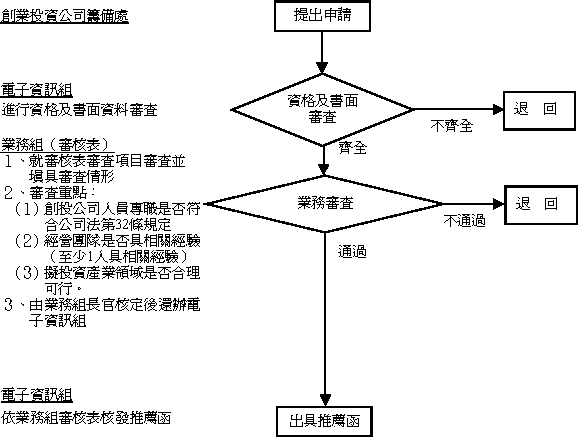 創業投資公司籌備處
提出申請
電子資訊組
進行資格及書面資料審查
資格及書面
審查
退 回
不齊全
齊全
業務組（審核表）
1、就審核表審查項目審查並
填具審查情形
2、審查重點：
(1) 創投公司人員專職是否符
合公司法第32條規定
(2) 經營團隊是否具相關經驗
（至少1人具相關經驗）
(3) 擬投資產業領域是否合理
可行。
3、由業務組長官核定後還辦電
子資訊組
業務審查
退 回
不通過
通過
電子資訊組
依業務組審核表核發推薦函
出具推薦函